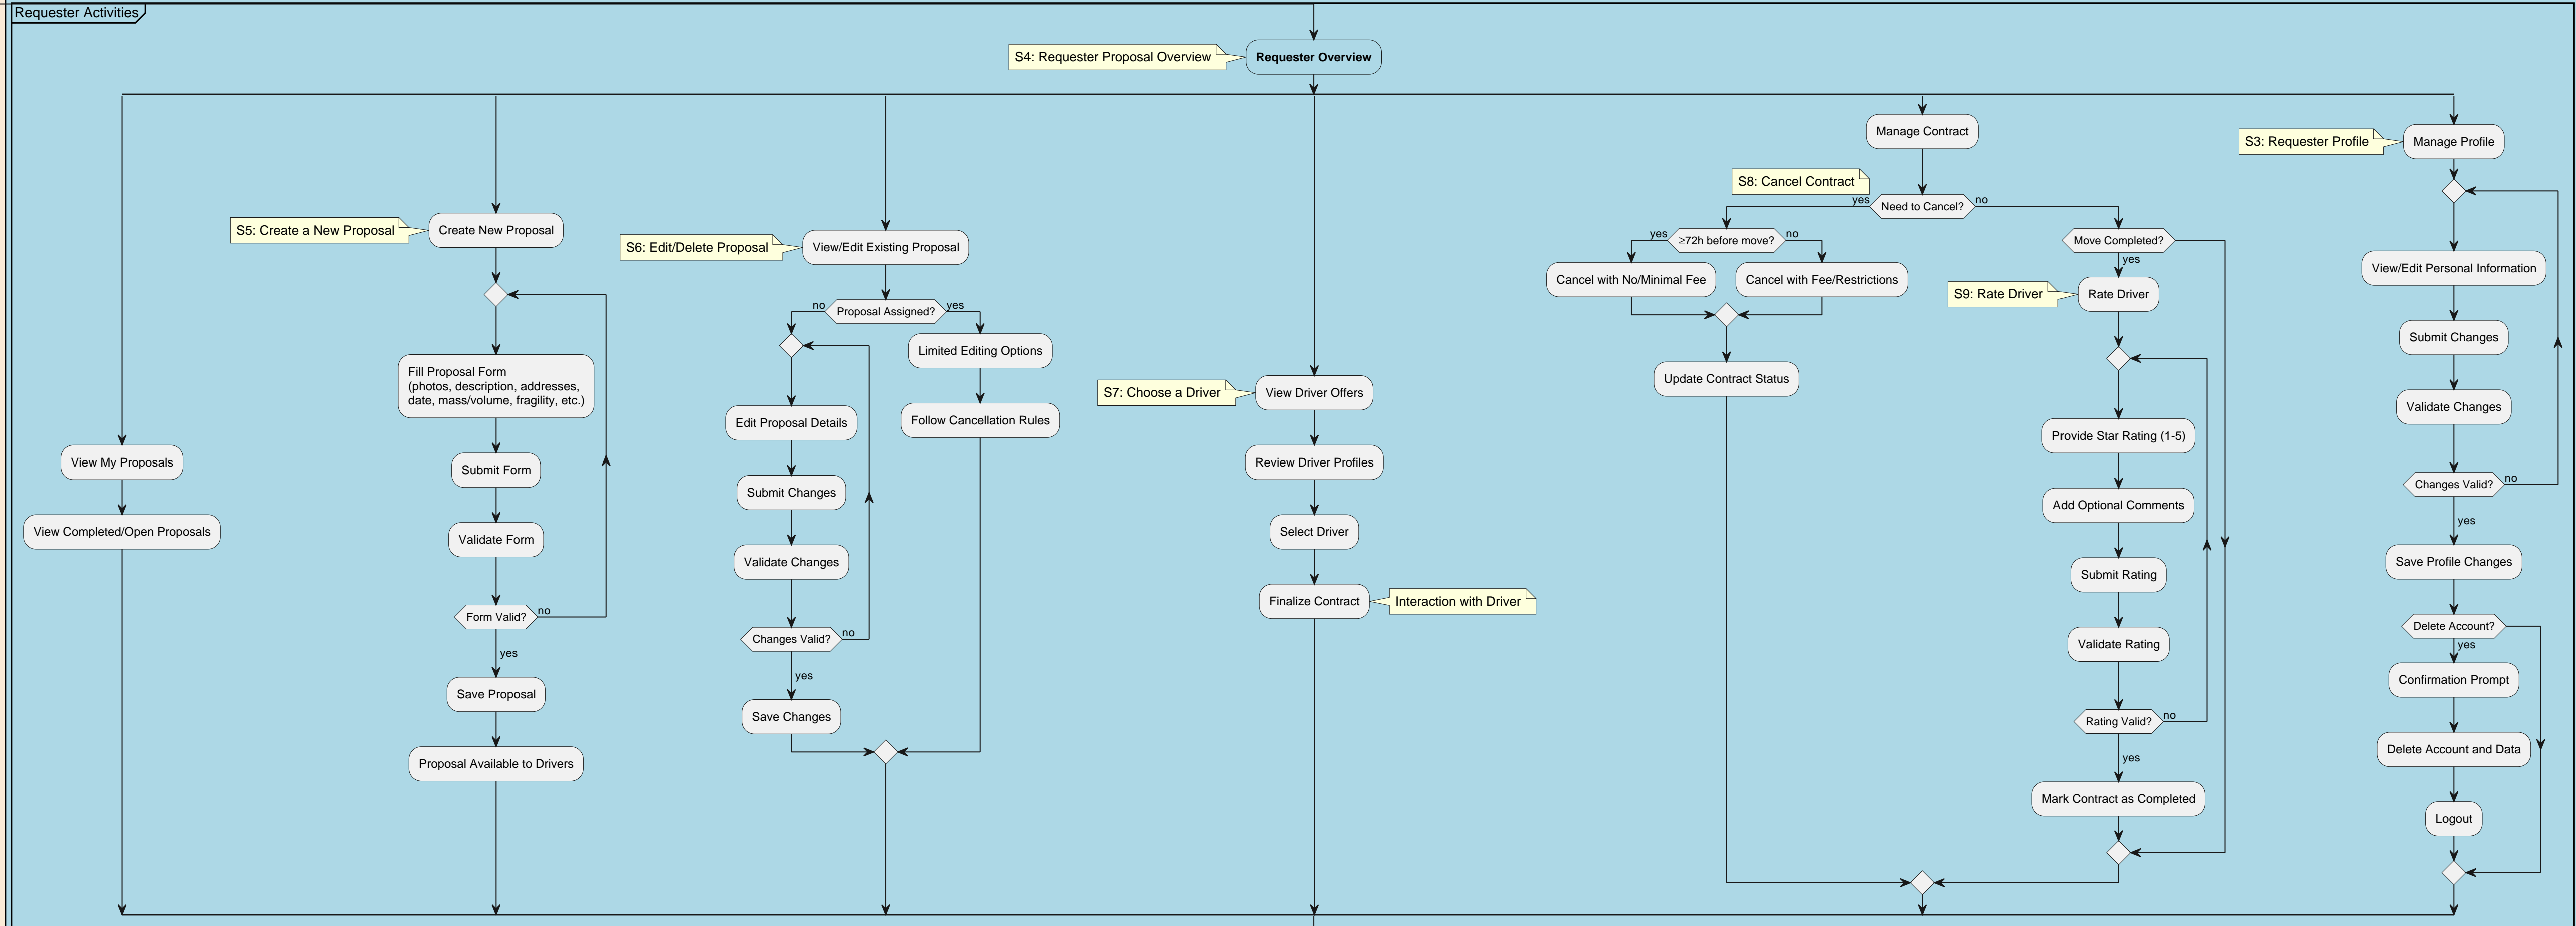 Requester Activities
S4: Requester Proposal Overview
Requester Overview
View My Proposals
View Completed/Open Proposals
S5: Create a New Proposal
Create New Proposal
Fill Proposal Form
(photos, description, addresses,
date, mass/volume, fragility, etc.)
Submit Form
Validate Form
Form Valid?
no
yes
Save Proposal
Proposal Available to Drivers
S6: Edit/Delete Proposal
View/Edit Existing Proposal
no
Proposal Assigned?
yes
Edit Proposal Details
Submit Changes
Validate Changes
Changes Valid?
no
yes
Save Changes
Limited Editing Options
Follow Cancellation Rules
S7: Choose a Driver
View Driver Offers
Review Driver Profiles
Select Driver
Finalize Contract
Interaction with Driver
Manage Contract
S8: Cancel Contract
yes
Need to Cancel?
no
yes
≥72h before move?
no
Cancel with No/Minimal Fee
Cancel with Fee/Restrictions
Update Contract Status
Move Completed?
yes
S9: Rate Driver
Rate Driver
Provide Star Rating (1-5)
Add Optional Comments
Submit Rating
Validate Rating
Rating Valid?
no
yes
Mark Contract as Completed
S3: Requester Profile
Manage Profile
View/Edit Personal Information
Submit Changes
Validate Changes
Changes Valid?
no
yes
Save Profile Changes
Delete Account?
yes
Confirmation Prompt
Delete Account and Data
Logout